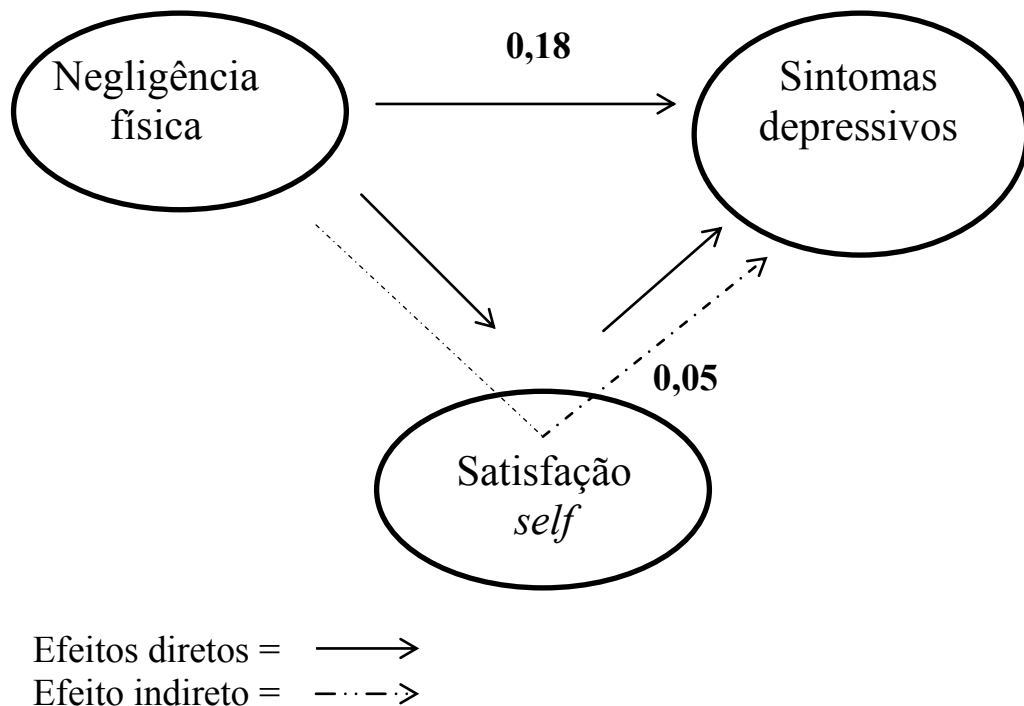 0,18
Negligência
física
Sintomas
depressivos
0,05
Satisfação
self
Efeitos diretos =
Efeito indireto =